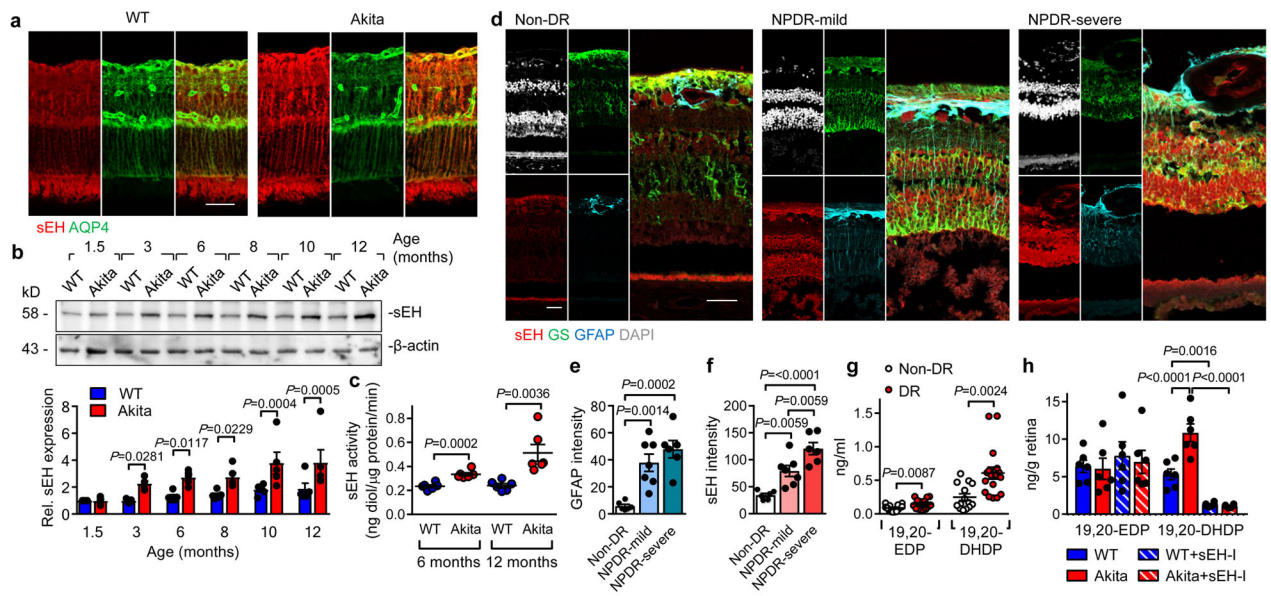 a
WT
Akita
sEH AQP4
b
1.5 3 6 8 10 12 Age (months)
WT Akita WT Akita WT Akita WT Akita WT Akita WT Akita
kD
58 - -sEH
43 - -β-actin
WT
Akita
Rel. sEH expression
8
6
4
2
0
P=0.0281
P=0.0117
P=0.0229
P=0.0004
P=0.0005
1.5 3 6 8 10 12
Age (months)
c
sEH activity
(ng diol/µg protein/min)
1.0
0.8
0.6
0.4
0.2
0.0
P=0.0002
P=0.0036
WT Akita WT Akita
6 months 12 months
d
Non-DR
NPDR-mild
NPDR-severe
sEH GS GFAP DAPI
e
GFAP intensity
80
60
40
20
0
P=0.0002
P=0.0014
Non-DR
NPDR-mild
NPDR-severe
f
sEH intensity
200
150
100
50
0
P=<0.0001
P=0.0059
P=0.0059
Non-DR
NPDR-mild
NPDR-severe
g
Non-DR
DR
ng/ml
2.0
1.5
1.0
0.5
0.0
P=0.0087
P=0.0024
19,20-
EDP
19,20-
DHDP
h
ng/g retina
15
10
5
0
P=0.0016
P<0.0001
P<0.0001
19,20-EDP 19,20-DHDP
WT WT+sEH-I
Akita Akita+sEH-I